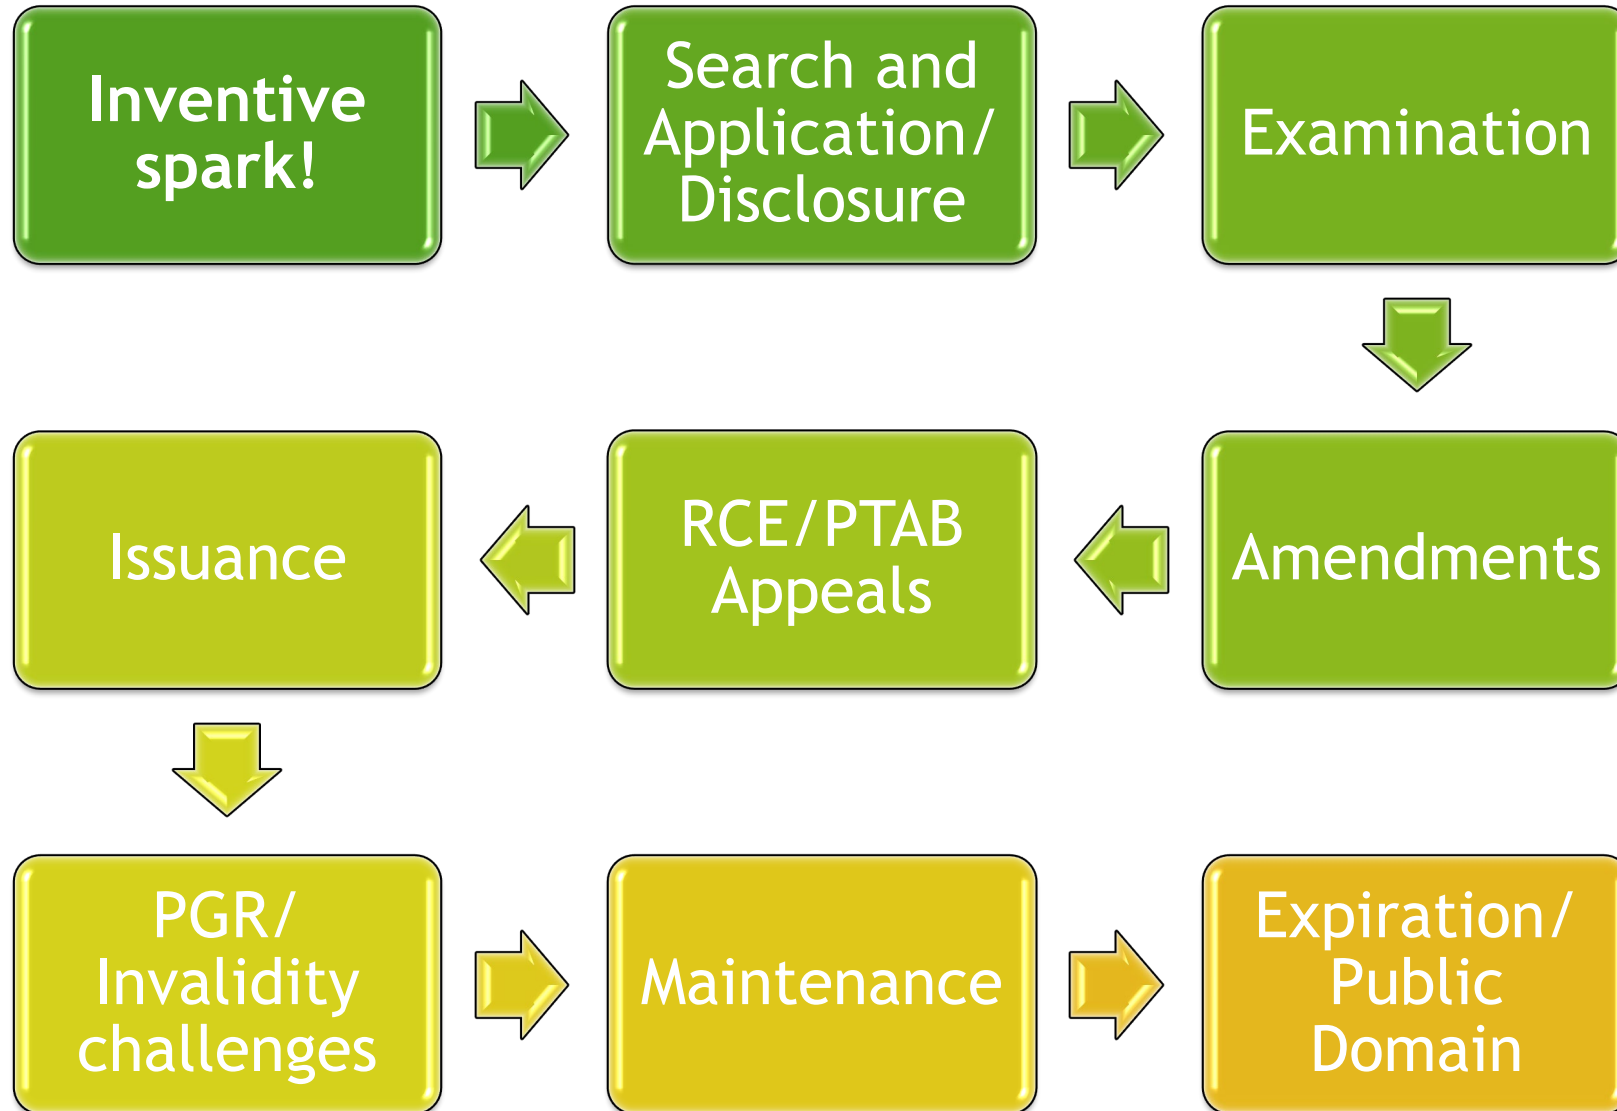 Inventive
spark!
Search and
Application/
Disclosure
Examination
Amendments
RCE/PTAB
Appeals
Issuance
PGR/
Invalidity
challenges
Maintenance
Expiration/
Public
Domain